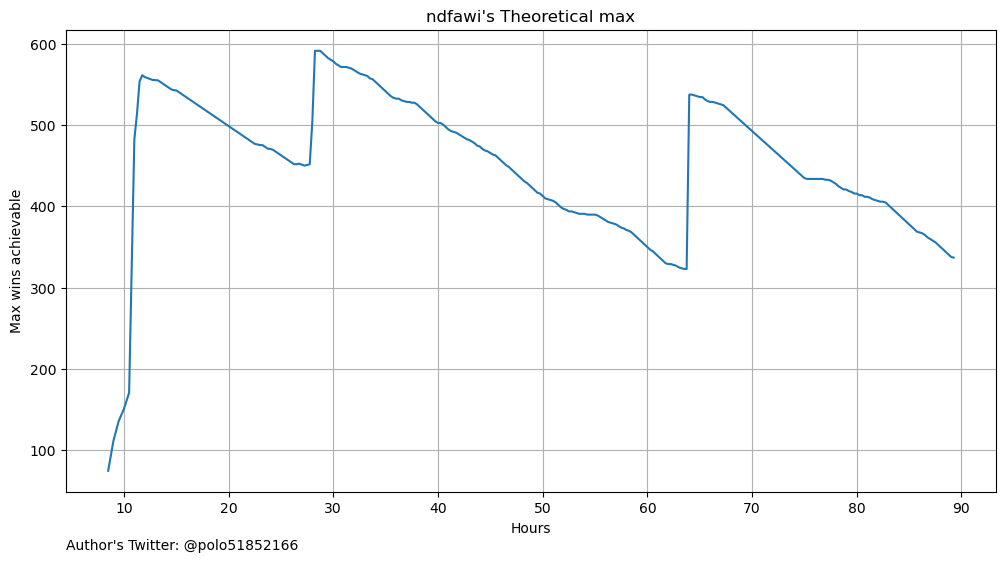 ndfawi's Theoretical max
600
500
400
300
200
100
Max wins achievable
10 20 30 40 50 60 70 80 90
Hours
Author's Twitter: @polo51852166